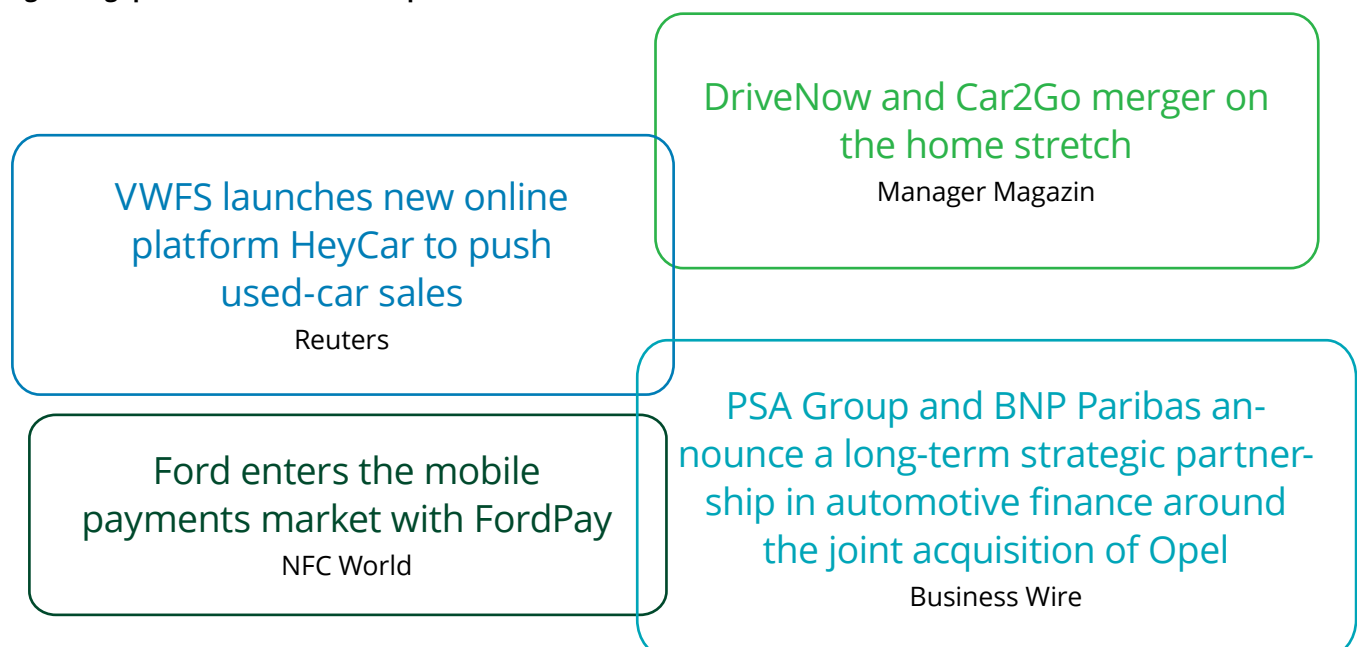 VWFS launches new online
platform HeyCar to push
used-car sales
Reuters
DriveNow and Car2Go merger on
the home stretch
Manager Magazin
Ford enters the mobile
payments market with FordPay
NFC World
PSA Group and BNP Paribas an-
nounce a long-term strategic partner-
ship in automotive finance around
the joint acquisition of Opel
Business Wire